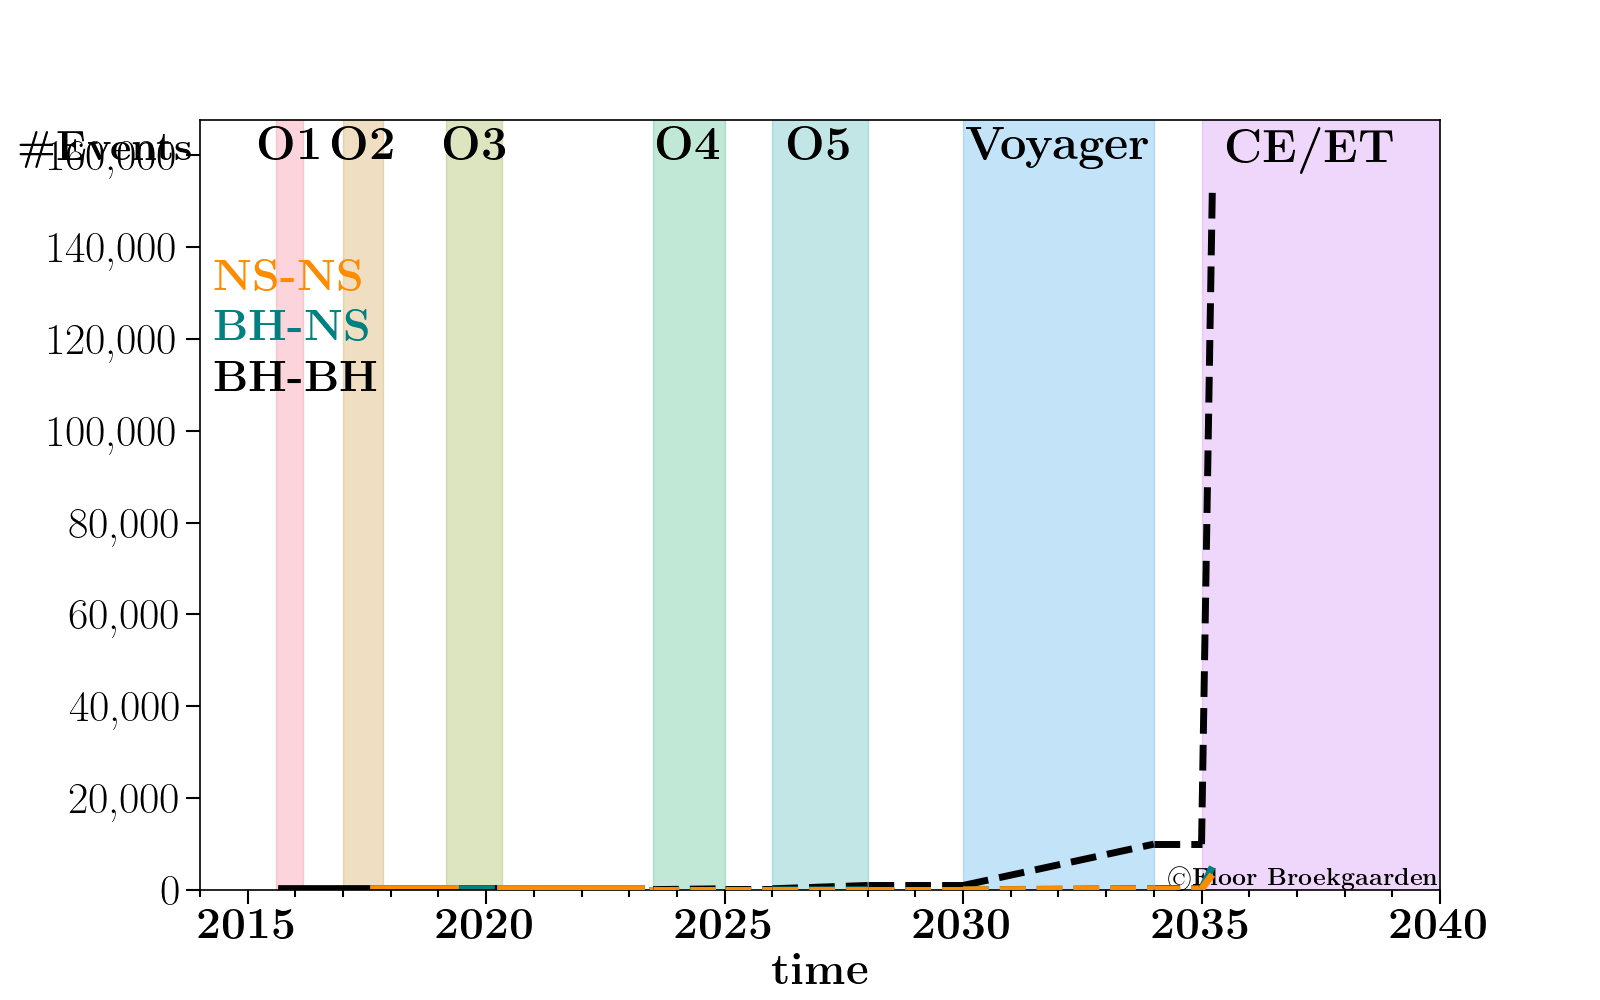 #Events
O1 O2 O3 O4 O5 Voyager CE/ET
160,000
140,000
NS-NS
BH-NS
120,000
BH-BH
100,000
80,000
60,000
40,000
20,000
0
©Floor Broekgaarden
2015 2020 2025 2030 2035 2040
time